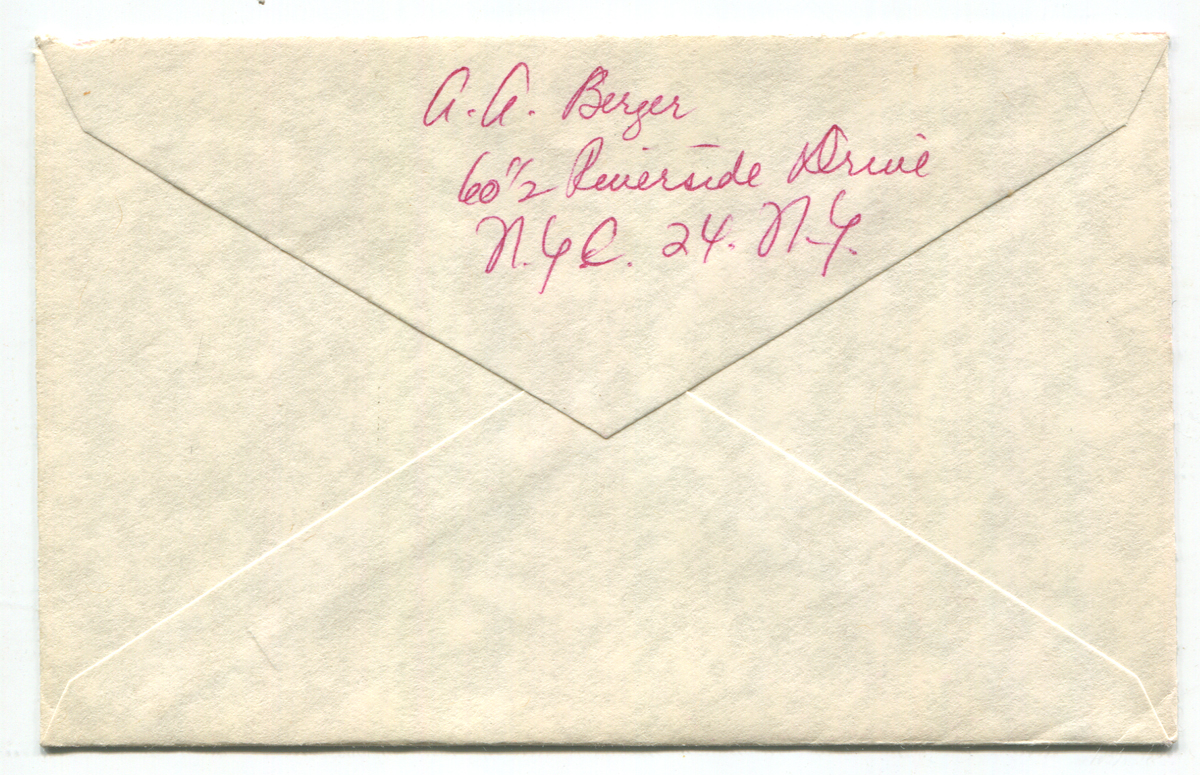 A. A. Berger
60½ Riverside Drive
N.Y.C. 24. N.Y.